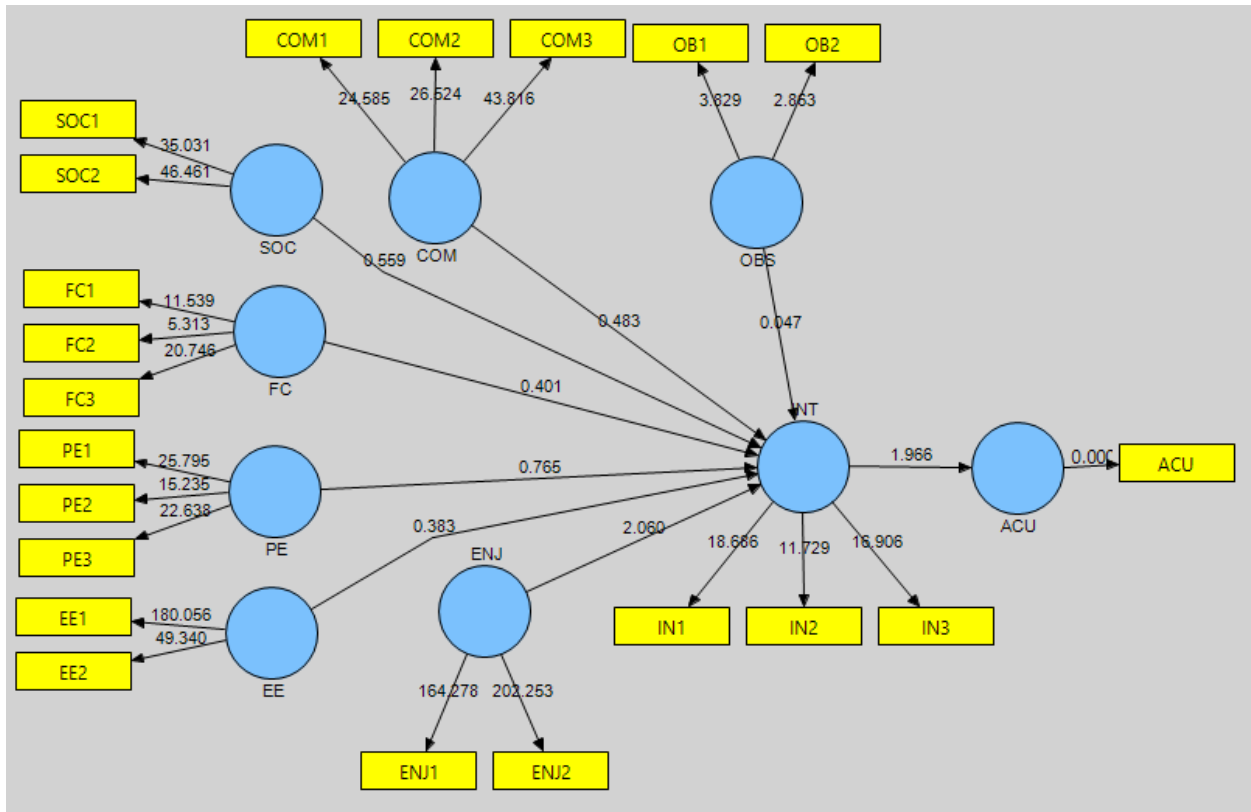 COM1
COM2
COM3
OB1
OB2
24.585
26.524
43.816
3.829
2.863
SOC1
SOC2
35.031
46.461
SOC
COM
OBS
0.559
0.483
0.047
FC1
FC2
FC3
11.539
5.313
20.746
FC
0.401
PE1
PE2
PE3
25.795
15.235
22.638
PE
0.765
INT
1.966
ACU
0.000
ACU
0.383
ENJ
2.060
18.686
11.729
16.906
EE1
EE2
180.056
49.340
EE
IN1
IN2
IN3
164.278
202.253
ENJ1
ENJ2